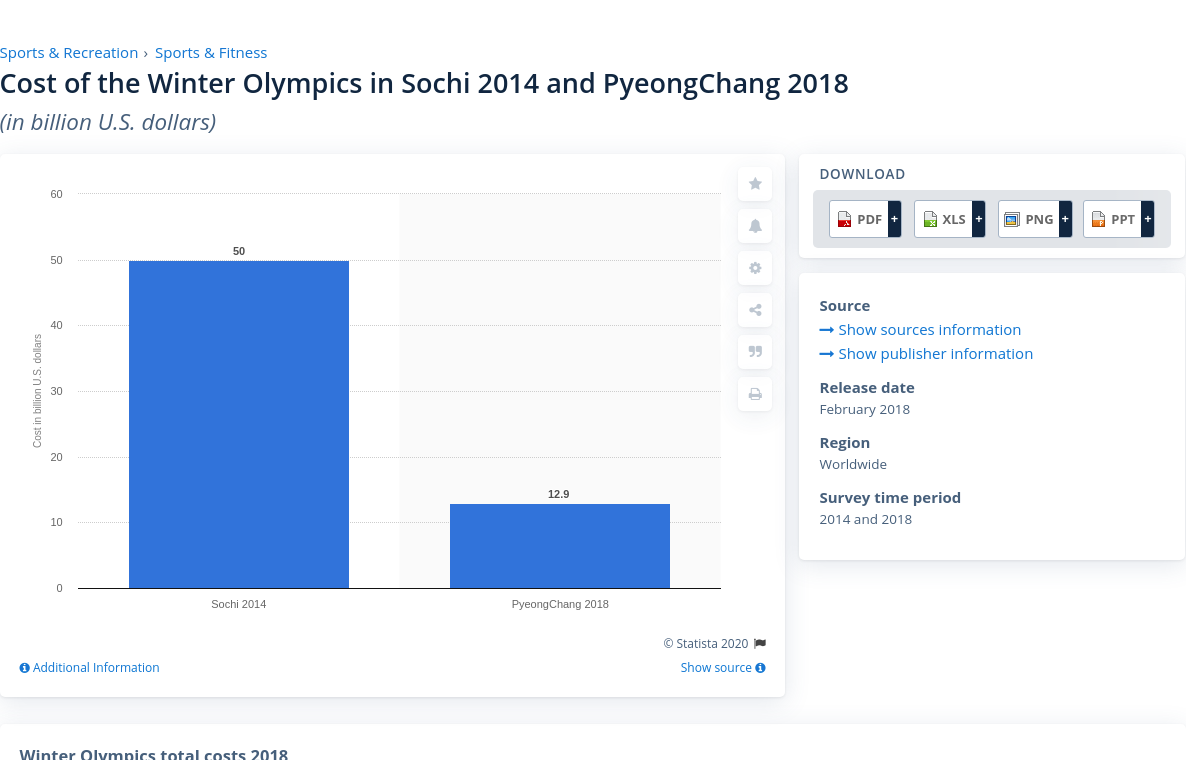 Sports & Recreation › Sports & Fitness
Cost of the Winter Olympics in Sochi 2014 and PyeongChang 2018
(in billion U.S. dollars)
60
50
40
30
20
10
0
Cost in billion U.S. dollars
50
12.9
Sochi 2014
PyeongChang 2018
© Statista 2020
Additional Information
Show source
DOWNLOAD
PDF + XLS + PNG + PPT +
Source
Show sources information
Show publisher information
Release date
February 2018
Region
Worldwide
Survey time period
2014 and 2018
Winter Olympics total costs 2018